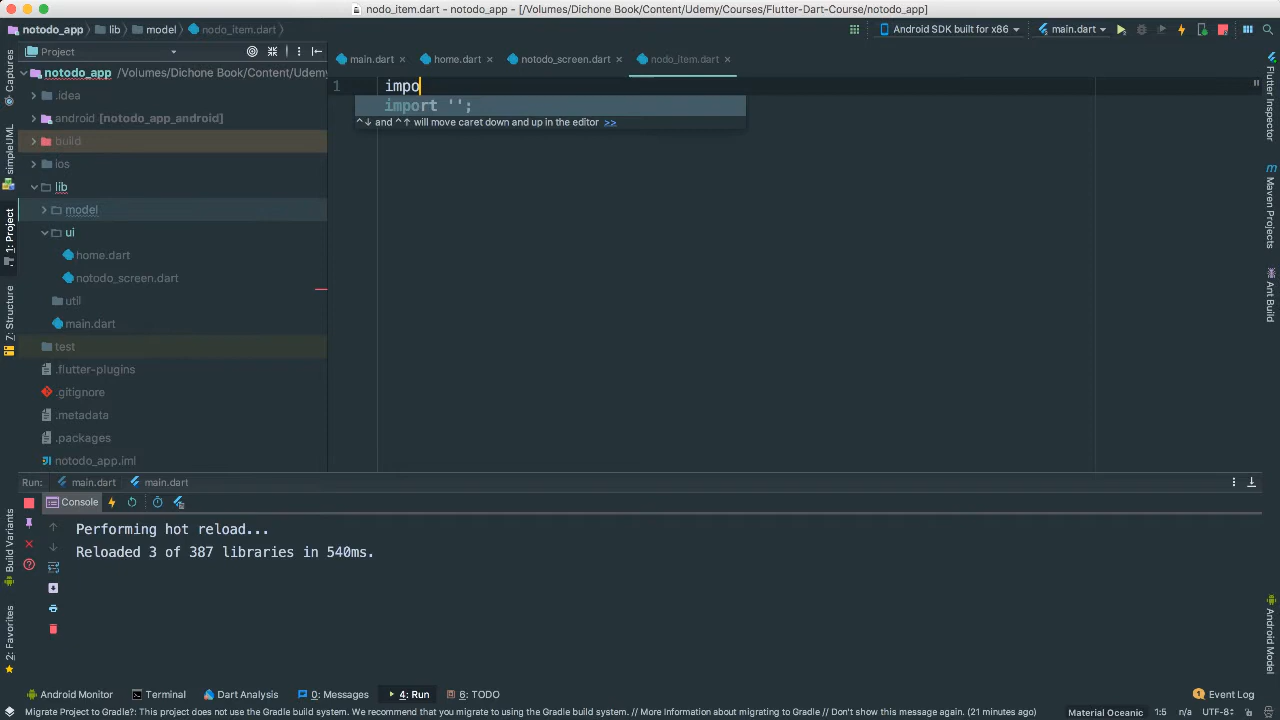 nodo_item.dart - notodo_app - [/Volumes/Dichone Book/Content/Udemy/Courses/Flutter-Dart-Course/notodo_app]
notodo_app
lib
model
nodo_item.dart
Android SDK built for x86
main.dart
Project
main.dart
home.dart
notodo_screen.dart
nodo_item.dart
notodo_app /Volumes/Dichone Book/Content/Udemy
.idea
android [notodo_app_android]
build
ios
lib
model
ui
home.dart
notodo_screen.dart
util
main.dart
test
.flutter-plugins
.gitignore
.metadata
.packages
notodo_app.iml
1
impo
import '';
^↓ and ^↑ will move caret down and up in the editor >>
Captures
simpleUML
1: Project
7: Structure
Build Variants
2: Favorites
Flutter Inspector
m
Maven Projects
Ant Build
Android Model
Run:
main.dart
main.dart
Console
Performing hot reload...
Reloaded 3 of 387 libraries in 540ms.
Android Monitor
Terminal
Dart Analysis
0: Messages
4: Run
6: TODO
Event Log
Migrate Project to Gradle?: This project does not use the Gradle build system. We recommend that you migrate to using the Gradle build system. // More Information about migrating to Gradle // Don't show this message again. (21 minutes ago)
Material Oceanic
1:5
n/a
UTF-8